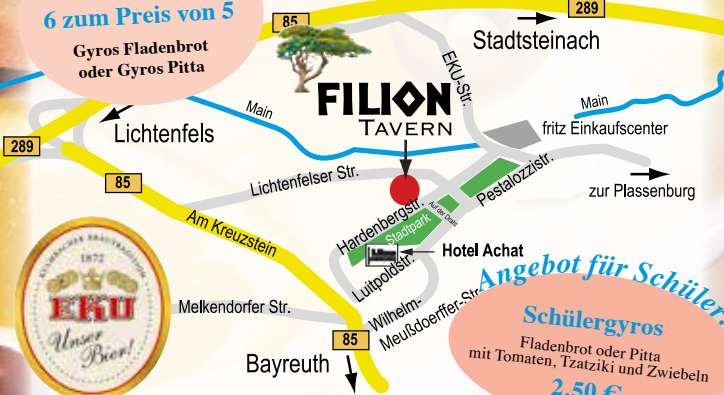 6 zum Preis von 5
Gyros Fladenbrot
oder Gyros Pitta
85
289
Stadtsteinach
EKU-Str.
FILION
TAVERN
Main
Main
fritz Einkaufscenter
Lichtenfels
289
85
Lichtenfelser Str.
Pestalozzistr.
zur Plassenburg
Am Kreuzstein
Hardenbergstr.
Auf der Draht
Stadtpark
Hotel Achat
Luitpoldstr.
KULMBACHER BRAUTRADITION
1872
EKU
Unser
Bier!
Melkendorfer Str.
Wilhelm-
Meußdoerffer-Str.
85
Bayreuth
Angebot für Schüler
Schülergyros
Fladenbrot oder Pitta
mit Tomaten, Tzatziki und Zwiebeln
2,50 €